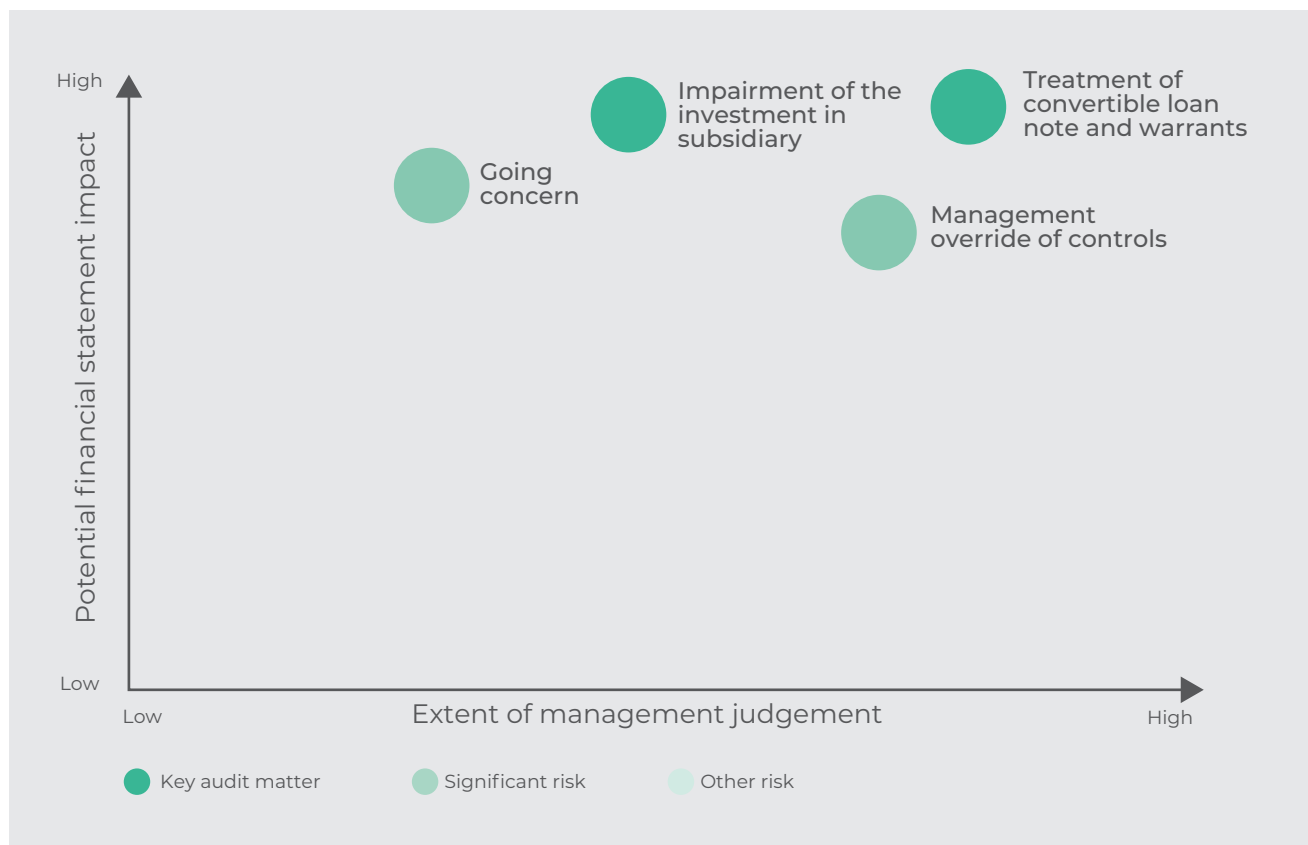 High
Potential financial statement impact
Low
Going
concern
Impairment of the
investment in
subsidiary
Treatment of
convertible loan
note and warrants
Management
override of controls
Low
Extent of management judgement
High
Key audit matter
Significant risk
Other risk